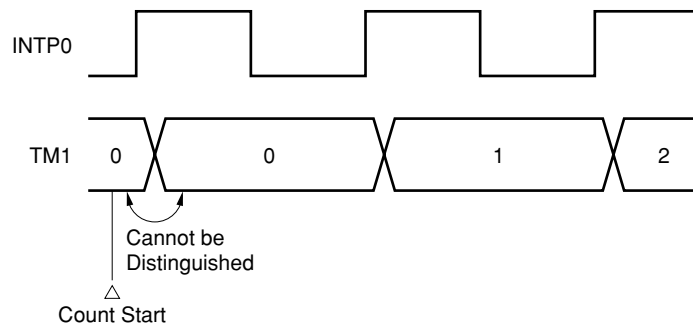 INTP0
TM1
0
0
1
2
Cannot be
Distinguished
Count Start